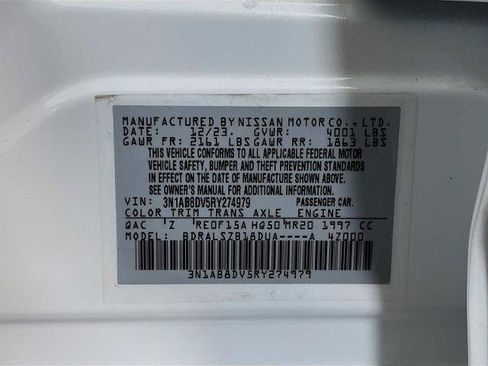 MANUFACTURED BY NISSAN MOTOR CO., LTD.
DATE: 12/23. GVWR: 4001 LBS
GAWR FR: 2161 LBS GAWR RR: 1863 LBS
THIS VEHICLE CONFORMS TO ALL APPLICABLE FEDERAL MOTOR
VEHICLE SAFETY, BUMPER AND THEFT PREVENTION STANDARDS
IN EFFECT ON THE DATE OF MANUFACTURE SHOWN ABOVE.
SEE OWNER'S MANUAL FOR ADDITIONAL INFORMATION.
VIN: 3N1AB8DV5RY274979 PASSENGER CAR.
COLOR TRIM TRANS AXLE ENGINE
QAC Z RE0F15A HQ50 MR20 1997 CC
MODEL: BDRALSZB18DUA----A 4Z000
3N1AB8DV5RY274979